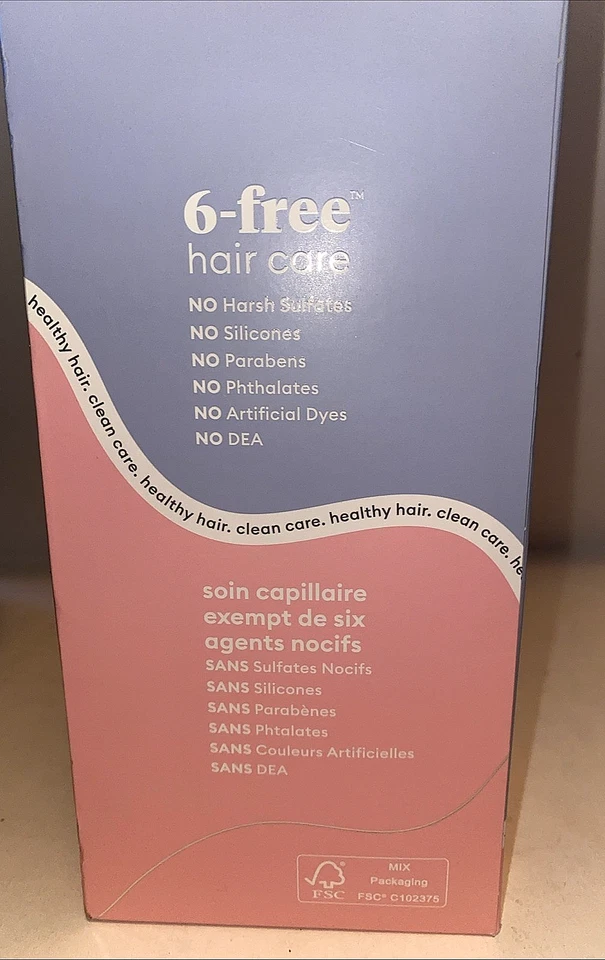 6-free™
hair care
NO Harsh Sulfates
NO Silicones
NO Parabens
NO Phthalates
NO Artificial Dyes
NO DEA
healthy hair. clean care. healthy hair. clean care. healthy hair. clean care. he
soin capillaire
exempt de six
agents nocifs
SANS Sulfates Nocifs
SANS Silicones
SANS Parabènes
SANS Phtalates
SANS Couleurs Artificielles
SANS DEA
FSC
MIX
Packaging
FSC® C102375